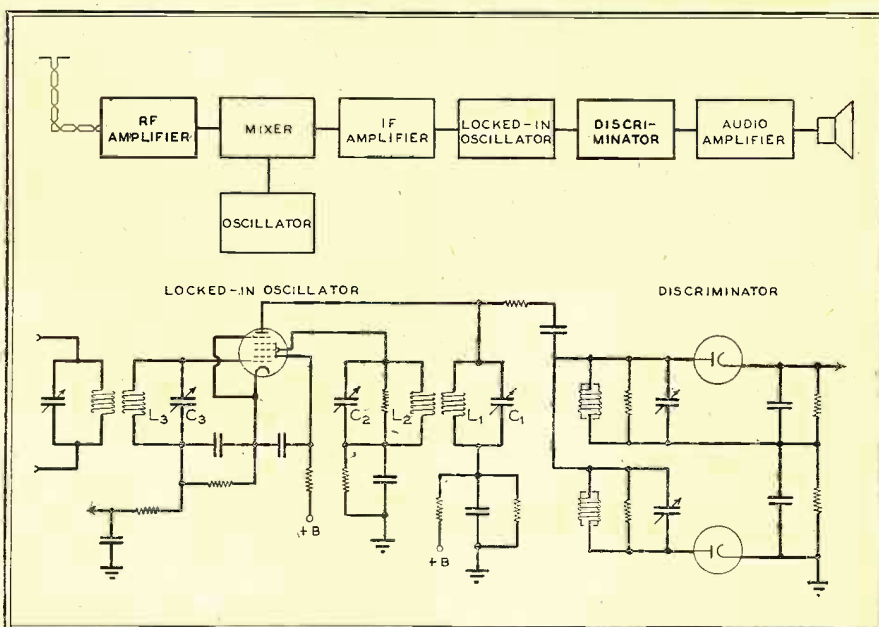 RF
AMPLIFIER
MIXER
IF
AMPLIFIER
LOCKED-IN
OSCILLATOR
DISCRI-
MINATOR
AUDIO
AMPLIFIER
OSCILLATOR
LOCKED-IN OSCILLATOR
DISCRIMINATOR
L3
C3
C2
L2
L1
C1
+B
+B